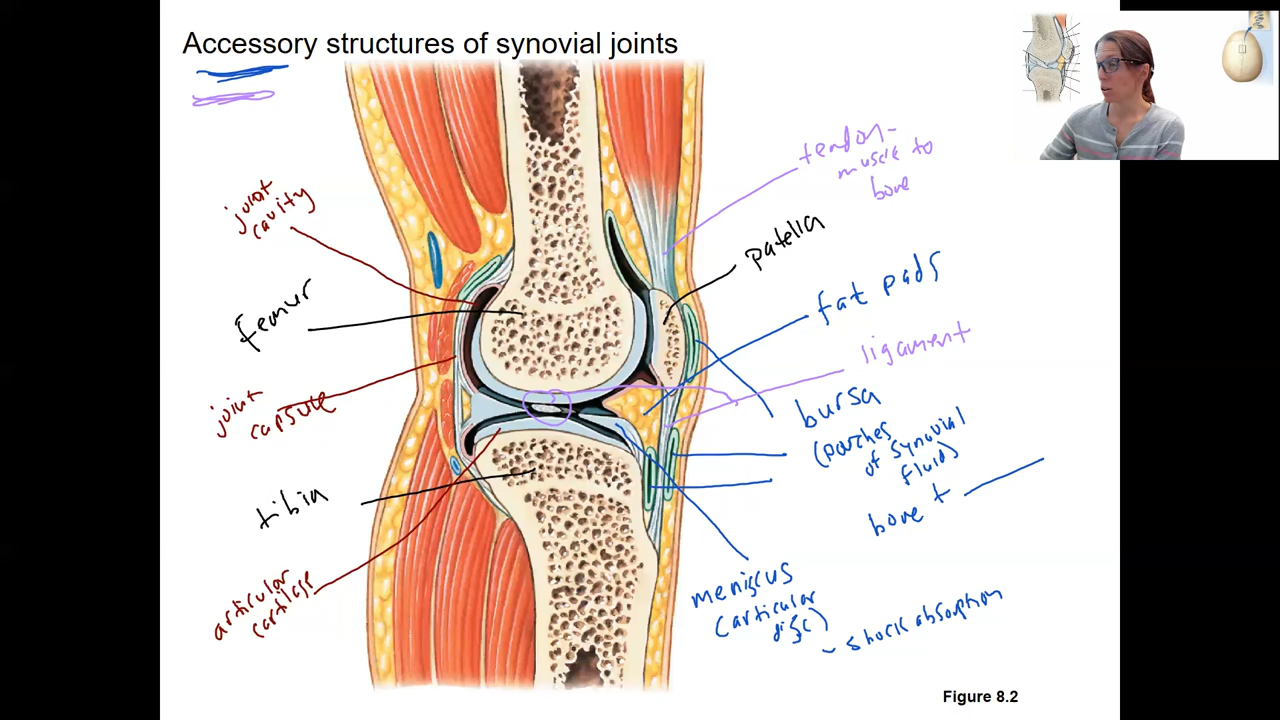 Accessory structures of synovial joints
tendon-
muscle to
bone
joint
cavity
patella
fat pads
femur
ligament
joint
capsule
bursa
(pouches
of synovial
fluid)
tibia
bone +
meniscus
(articular
disc)
- shock absorption
articular
cartilage
Figure 8.2